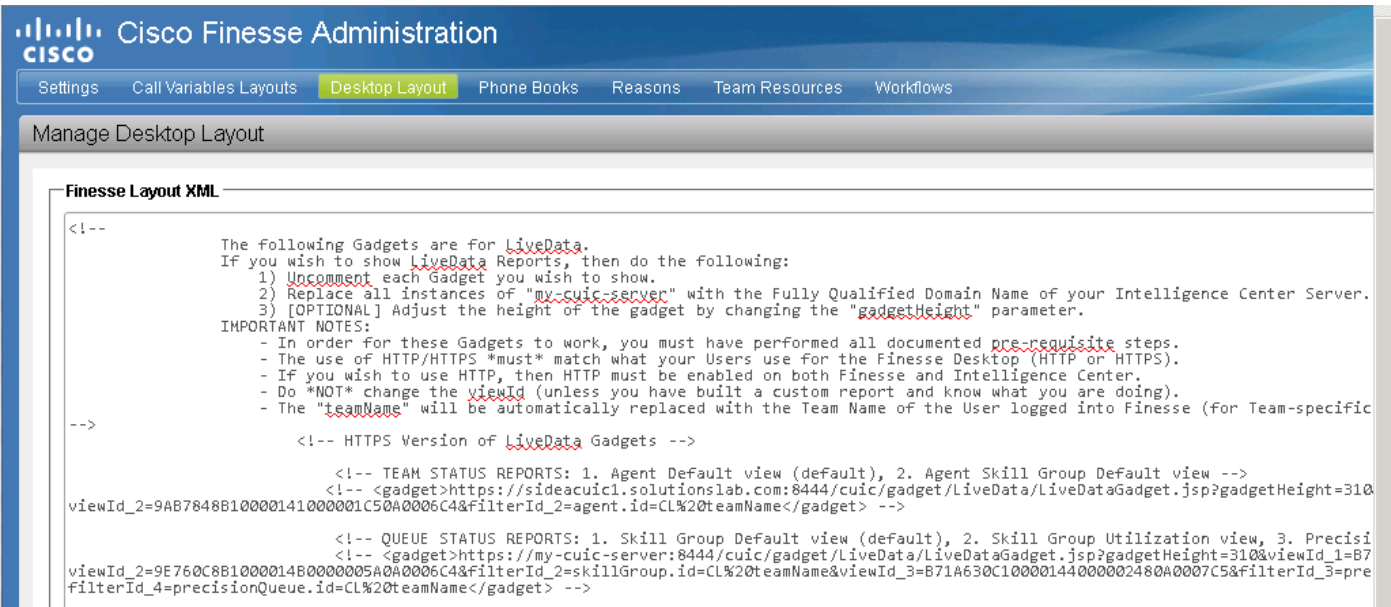 CISCO
Cisco Finesse Administration
Settings Call Variables Layouts Desktop Layout Phone Books Reasons Team Resources Workflows
Manage Desktop Layout
Finesse Layout XML
<!--
The following Gadgets are for LiveData.
If you wish to show LiveData Reports, then do the following:
1) Uncomment each Gadget you wish to show.
2) Replace all instances of "my-cuic-server" with the Fully Qualified Domain Name of your Intelligence Center Server.
3) [OPTIONAL] Adjust the height of the gadget by changing the "gadgetHeight" parameter.
IMPORTANT NOTES:
- In order for these Gadgets to work, you must have performed all documented pre-requisite steps.
- The use of HTTP/HTTPS *must* match what your Users use for the Finesse Desktop (HTTP or HTTPS).
- If you wish to use HTTP, then HTTP must be enabled on both Finesse and Intelligence Center.
- Do *NOT* change the viewId (unless you have built a custom report and know what you are doing).
- The "teamName" will be automatically replaced with the Team Name of the User logged into Finesse (for Team-specific
-->
<!-- HTTPS Version of LiveData Gadgets -->
<!-- TEAM STATUS REPORTS: 1. Agent Default view (default), 2. Agent Skill Group Default view -->
<!-- <gadget>https://sideacuic1.solutionslab.com:8444/cuic/gadget/LiveData/LiveDataGadget.jsp?gadgetHeight=310&
viewId_2=9AB7848B10000141000001C50A0006C4&filterId_2=agent.id=CL%20teamName</gadget> -->
<!-- QUEUE STATUS REPORTS: 1. Skill Group Default view (default), 2. Skill Group Utilization view, 3. Precisi
<!-- <gadget>https://my-cuic-server:8444/cuic/gadget/LiveData/LiveDataGadget.jsp?gadgetHeight=310&viewId_1=B7
viewId_2=9E760C8B1000014B0000005A0A0006C4&filterId_2=skillGroup.id=CL%20teamName&viewId_3=B71A630C10000144000002480A0007C5&filterId_3=pre
filterId_4=precisionQueue.id=CL%20teamName</gadget> -->